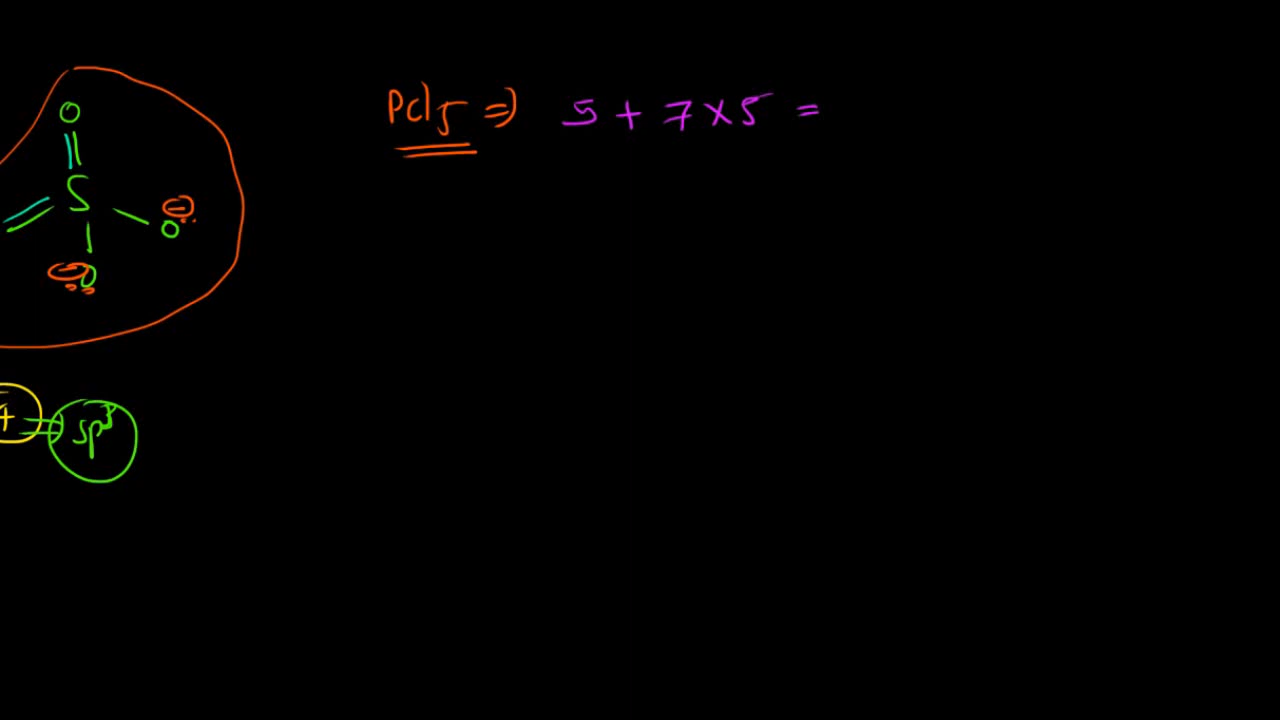 O
PCl5 ⇒ 5 + 7 × 5 =
S
O ⊖
⊖ O
+ ⇒ sp³